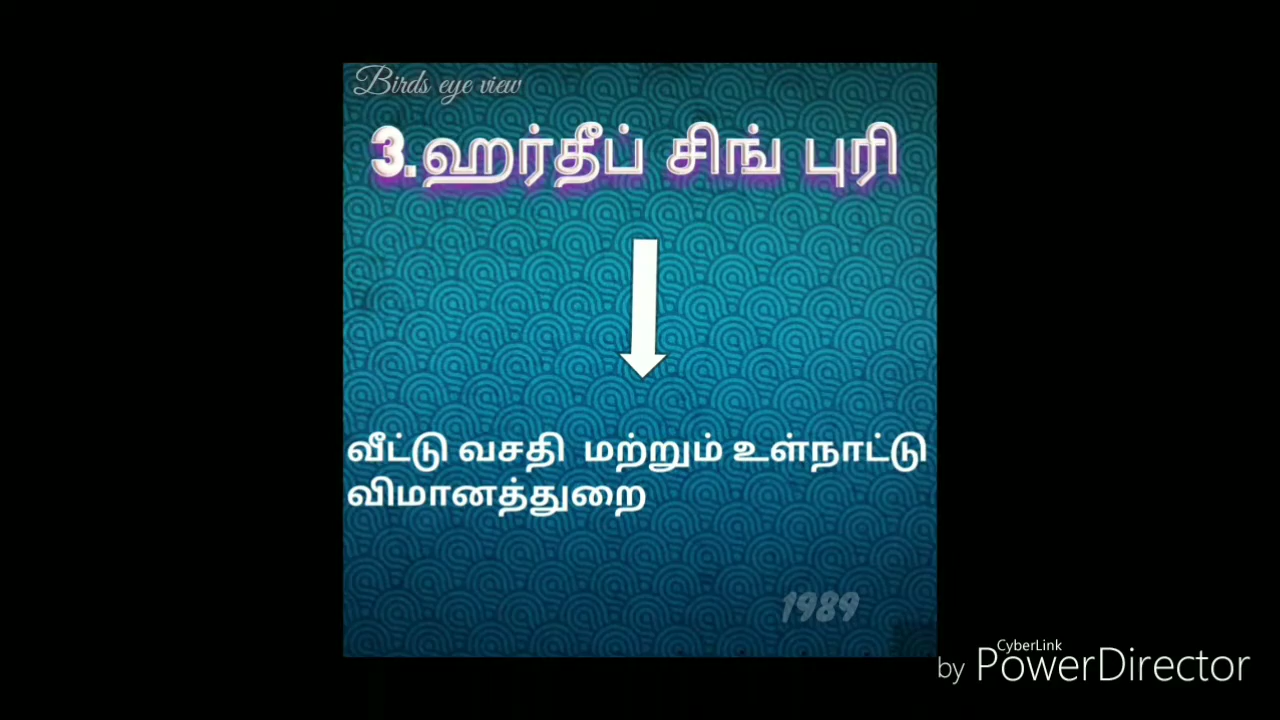 Birds eye view
3.ஹர்தீப் சிங் புரி
வீட்டு வசதி மற்றும் உள்நாட்டு
விமானத்துறை
1989
CyberLink
by PowerDirector